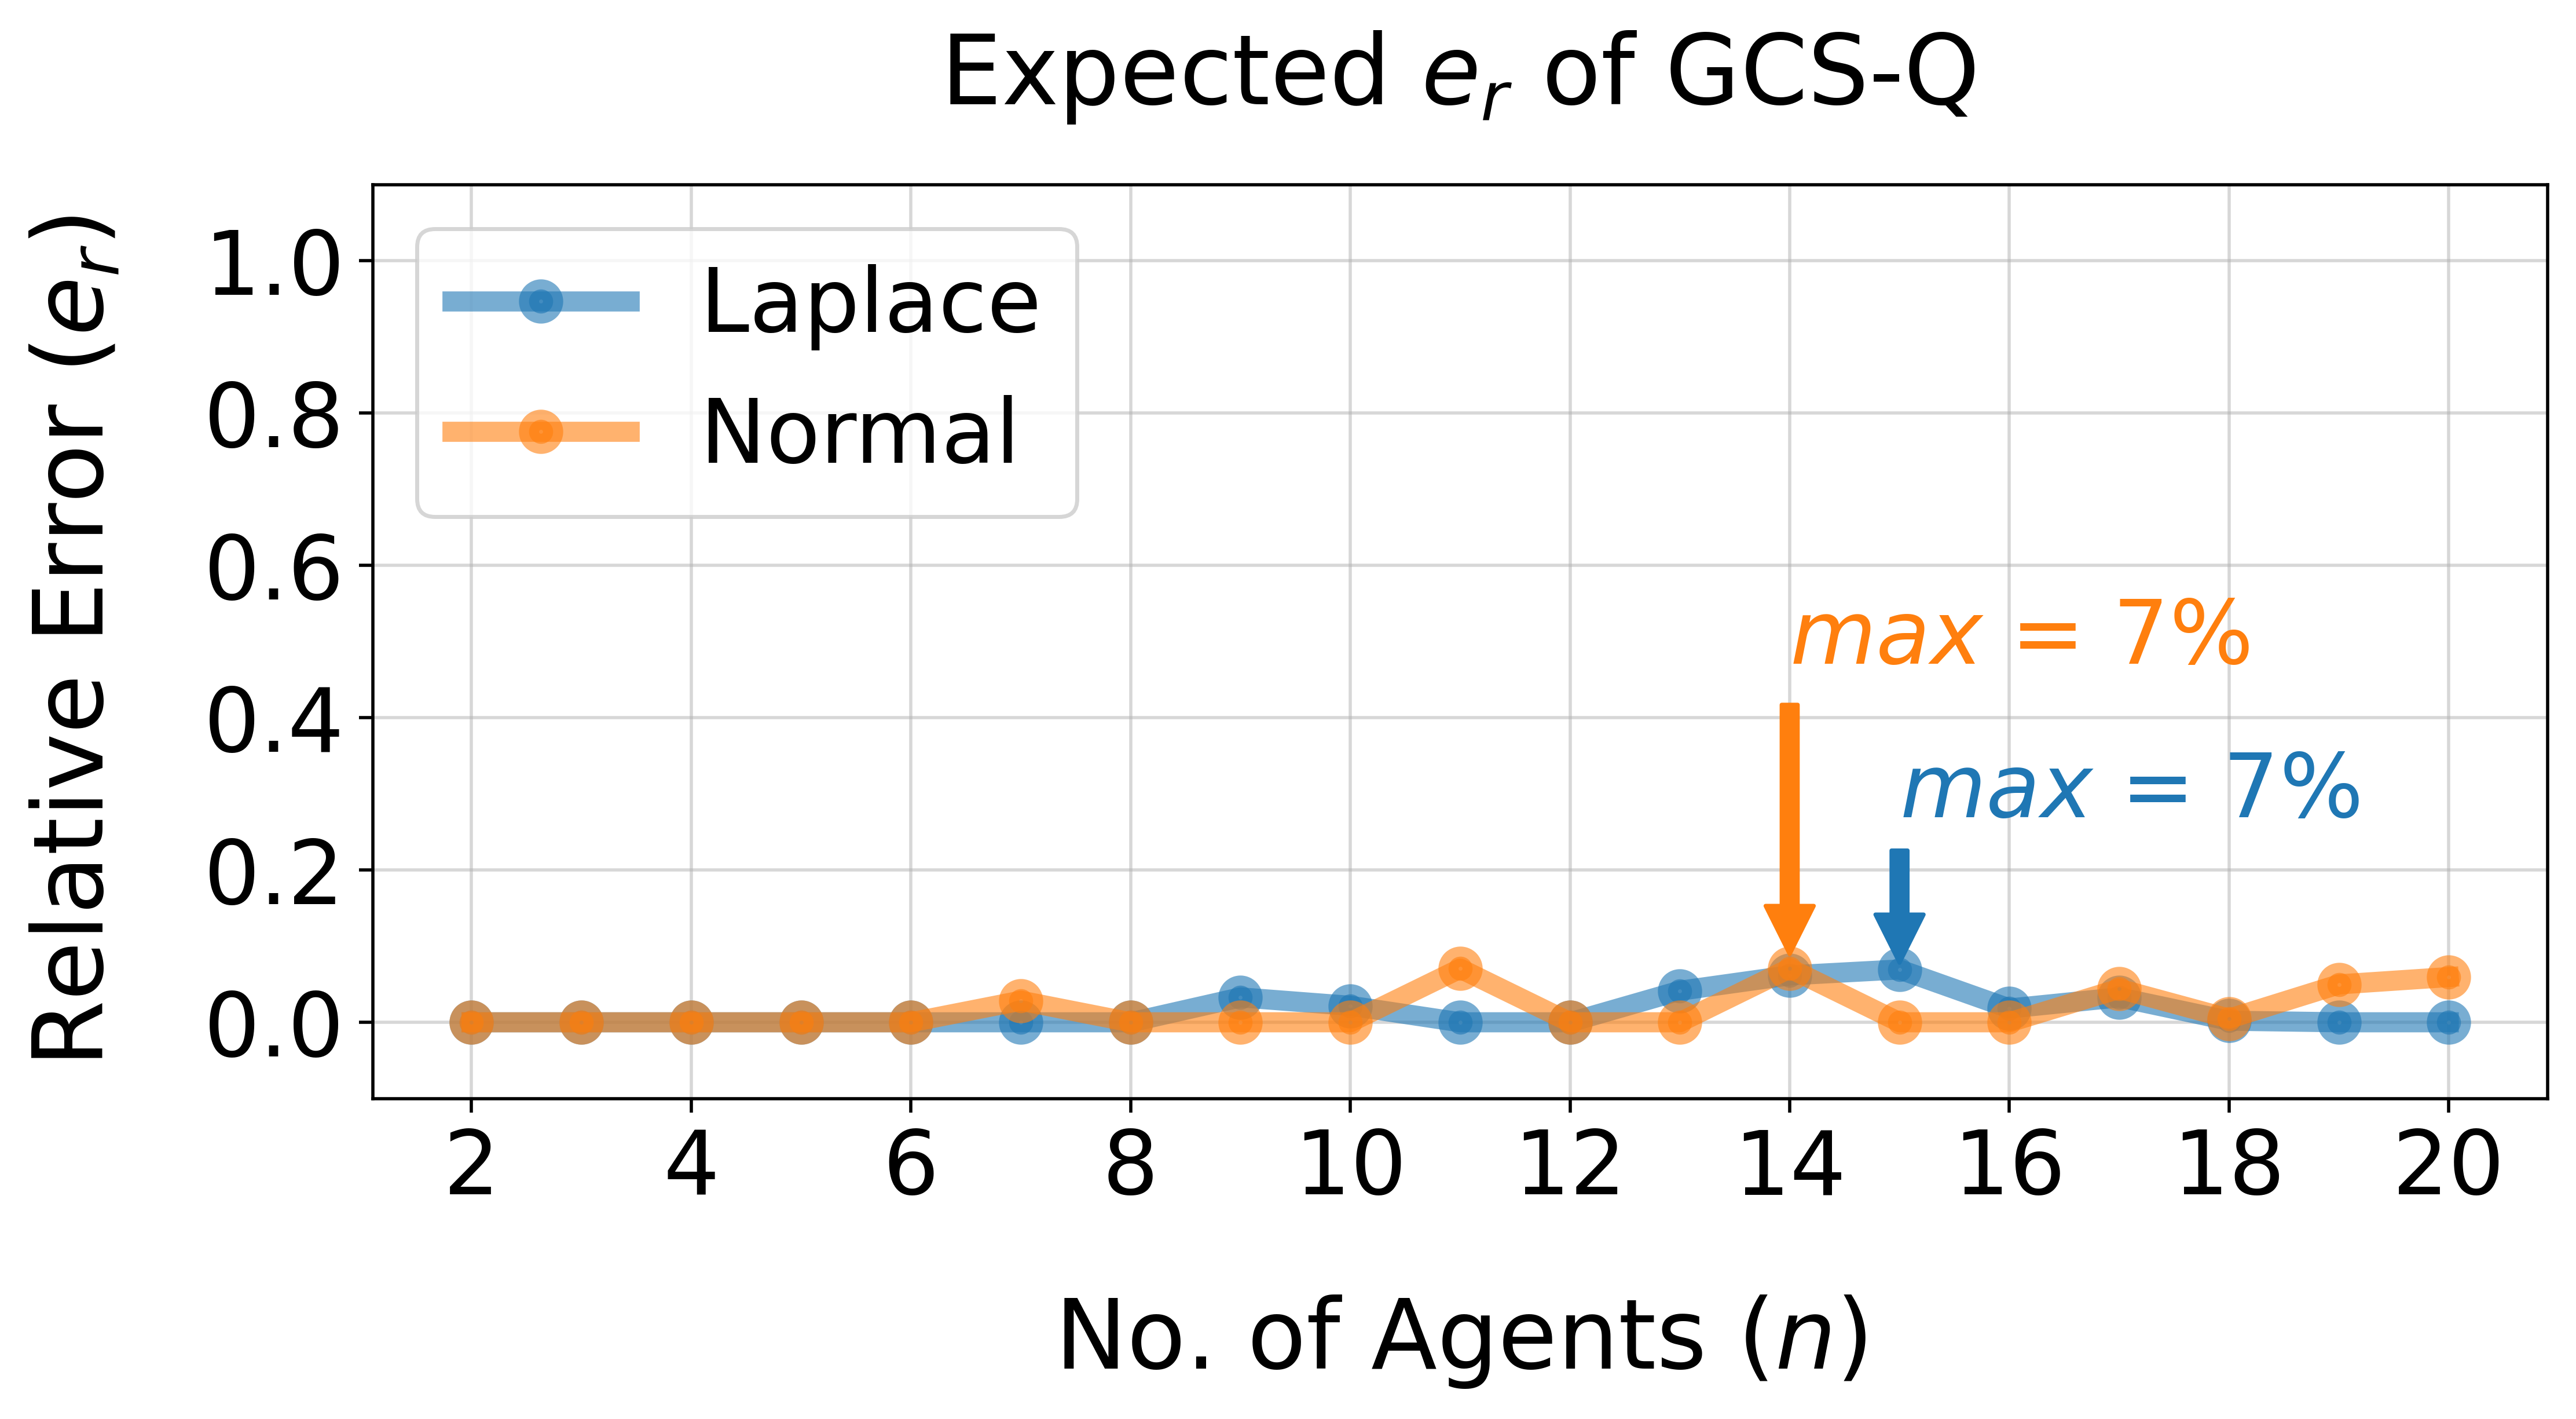 Expected e_r of GCS-Q
Relative Error (e_r)
1.0
0.8
0.6
0.4
0.2
0.0
Laplace
Normal
max = 7%
max = 7%
2 4 6 8 10 12 14 16 18 20
No. of Agents (n)